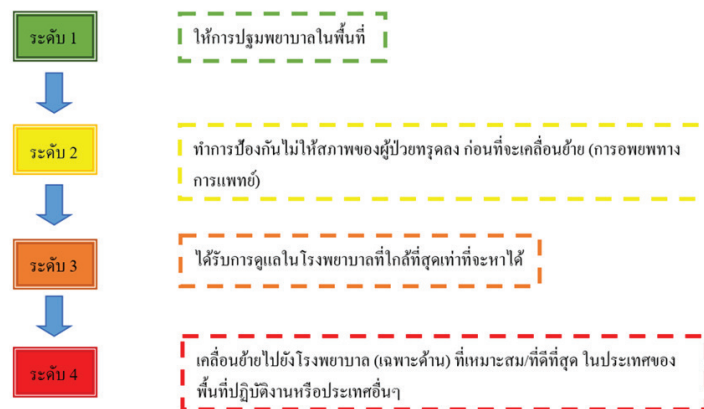 ระดับ 1
ให้การปฐมพยาบาลในพื้นที่
ระดับ 2
ทำการป้องกันไม่ให้สภาพของผู้ป่วยทรุดลง ก่อนที่จะเคลื่อนย้าย (การอพยพทาง
การแพทย์)
ระดับ 3
ได้รับการดูแลในโรงพยาบาลที่ใกล้ที่สุดเท่าที่จะหาได้
ระดับ 4
เคลื่อนย้ายไปยังโรงพยาบาล (เฉพาะด้าน) ที่เหมาะสม/ที่ดีที่สุด ในประเทศของ
พื้นที่ปฏิบัติงานหรือประเทศอื่นๆ